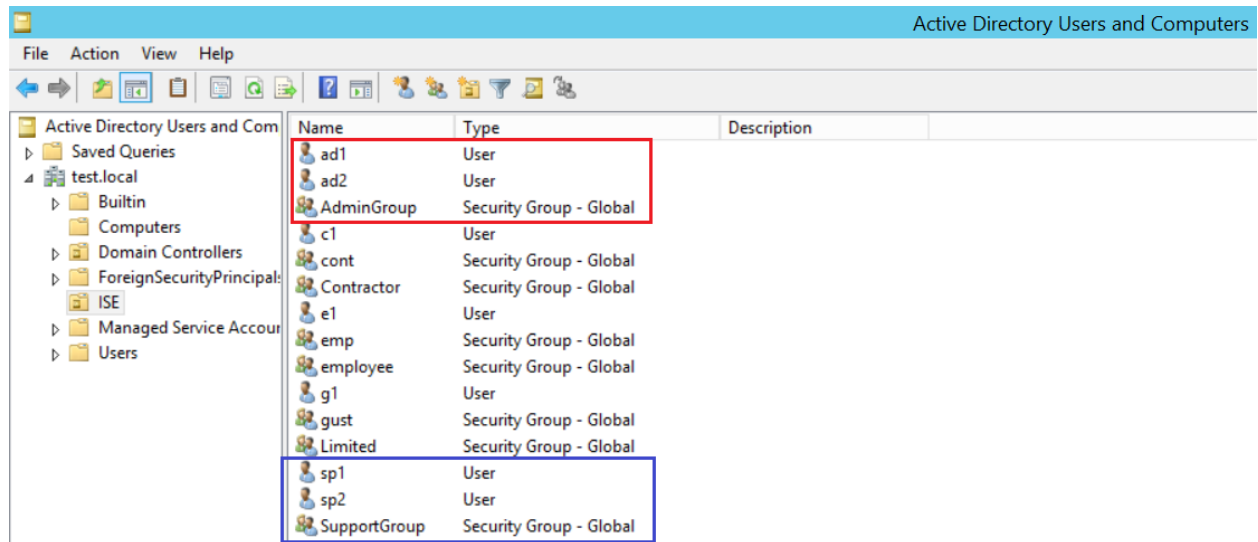 Active Directory Users and Computers
File Action View Help
Active Directory Users and Com
Saved Queries
test.local
Builtin
Computers
Domain Controllers
ForeignSecurityPrincipals
ISE
Managed Service Accour
Users
Name Type Description
ad1 User
ad2 User
AdminGroup Security Group - Global
c1 User
cont Security Group - Global
Contractor Security Group - Global
e1 User
emp Security Group - Global
employee Security Group - Global
g1 User
gust Security Group - Global
Limited Security Group - Global
sp1 User
sp2 User
SupportGroup Security Group - Global